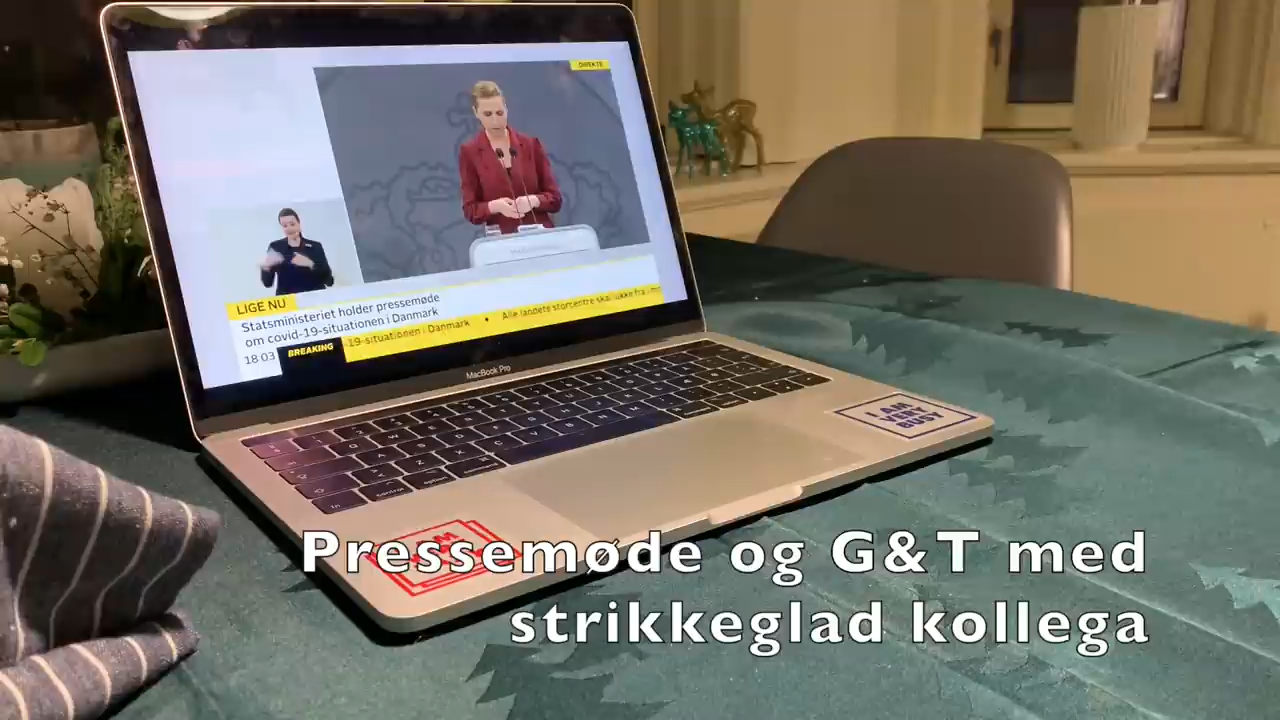 DIREKTE
LIGE NU
Statsministeriet holder pressemøde
om covid-19-situationen i Danmark
18 03 BREAKING 19-situationen i Danmark • Alle landets storcentre skal lukke fra
MacBook Pro
I AM
VERY
BUSY
Pressemøde og G&T med
strikkeglad kollega